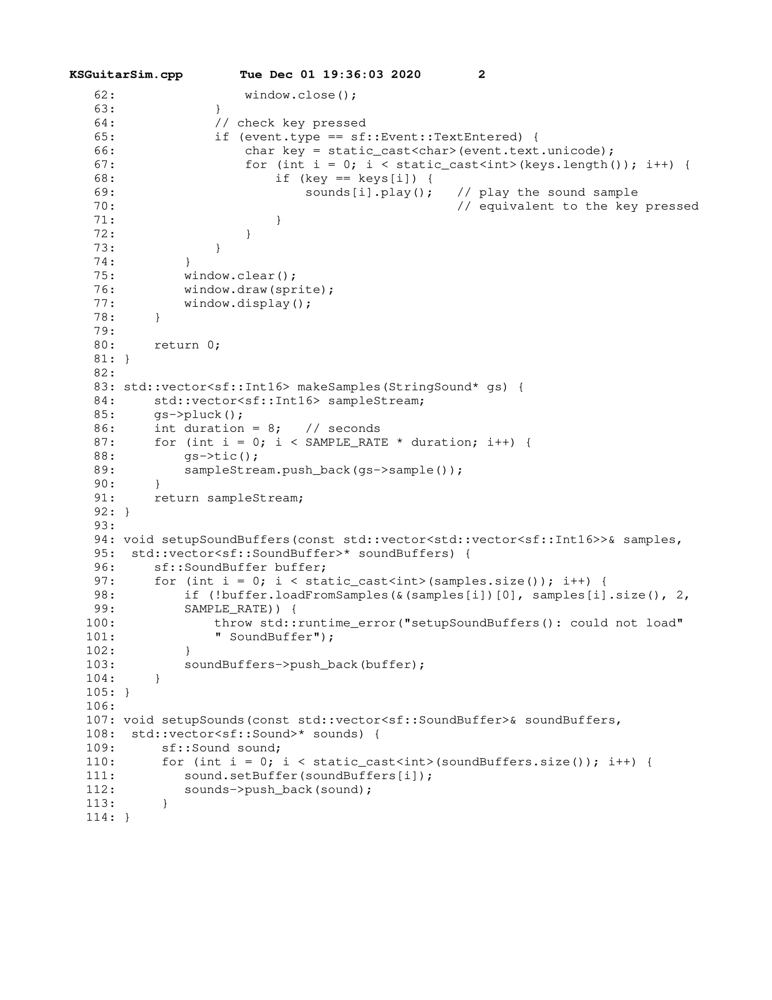 KSGuitarSim.cpp        Tue Dec 01 19:36:03 2020        2
62:                 window.close();
63:             }
64:             // check key pressed
65:             if (event.type == sf::Event::TextEntered) {
66:                 char key = static_cast<char>(event.text.unicode);
67:                 for (int i = 0; i < static_cast<int>(keys.length()); i++) {
68:                     if (key == keys[i]) {
69:                         sounds[i].play();   // play the sound sample
70:                                             // equivalent to the key pressed
71:                     }
72:                 }
73:             }
74:         }
75:         window.clear();
76:         window.draw(sprite);
77:         window.display();
78:     }
79:
80:     return 0;
81: }
82:
83: std::vector<sf::Int16> makeSamples(StringSound* gs) {
84:     std::vector<sf::Int16> sampleStream;
85:     gs->pluck();
86:     int duration = 8;   // seconds
87:     for (int i = 0; i < SAMPLE_RATE * duration; i++) {
88:         gs->tic();
89:         sampleStream.push_back(gs->sample());
90:     }
91:     return sampleStream;
92: }
93:
94: void setupSoundBuffers(const std::vector<std::vector<sf::Int16>>& samples,
95:  std::vector<sf::SoundBuffer>* soundBuffers) {
96:     sf::SoundBuffer buffer;
97:     for (int i = 0; i < static_cast<int>(samples.size()); i++) {
98:         if (!buffer.loadFromSamples(&(samples[i])[0], samples[i].size(), 2,
99:         SAMPLE_RATE)) {
100:             throw std::runtime_error("setupSoundBuffers(): could not load"
101:             " SoundBuffer");
102:         }
103:         soundBuffers->push_back(buffer);
104:     }
105: }
106:
107: void setupSounds(const std::vector<sf::SoundBuffer>& soundBuffers,
108:  std::vector<sf::Sound>* sounds) {
109:      sf::Sound sound;
110:      for (int i = 0; i < static_cast<int>(soundBuffers.size()); i++) {
111:         sound.setBuffer(soundBuffers[i]);
112:         sounds->push_back(sound);
113:      }
114: }